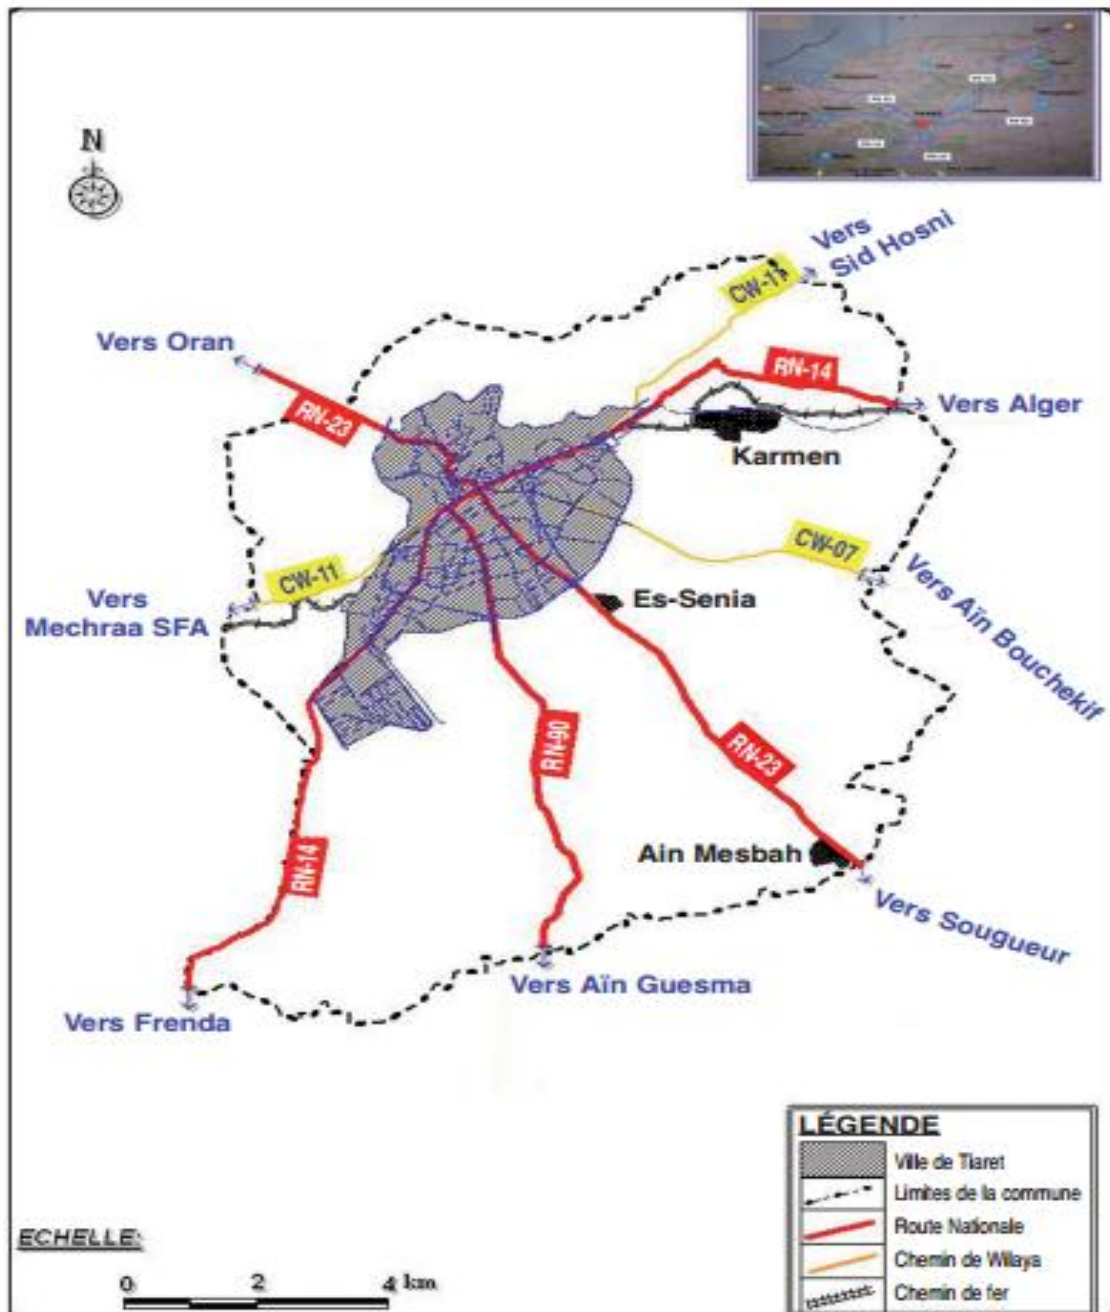 N
Vers
Sid Hosni
CW-11
Vers Oran
RN-14
RN-23
Vers Alger
Karmen
CW-07
CW-11
Vers
Mechraa SFA
Es-Senia
Vers Aïn Bouchekif
RN-90
RN-23
RN-14
Ain Mesbah
Vers Sougueur
Vers Aïn Guesma
Vers Frenda
LÉGENDE
Ville de Tiaret
Limites de la commune
Route Nationale
Chemin de Wilaya
Chemin de fer
ECHELLE:
0 2 4 km